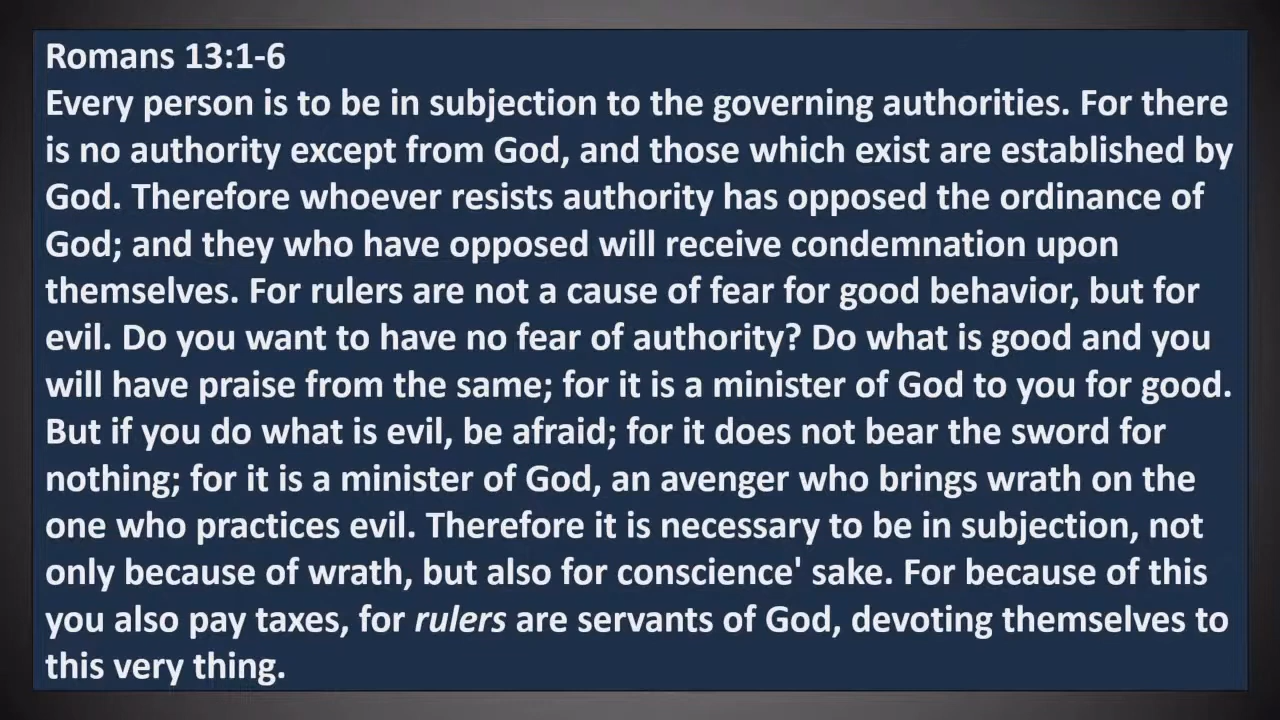 Romans 13:1-6
Every person is to be in subjection to the governing authorities. For there
is no authority except from God, and those which exist are established by
God. Therefore whoever resists authority has opposed the ordinance of
God; and they who have opposed will receive condemnation upon
themselves. For rulers are not a cause of fear for good behavior, but for
evil. Do you want to have no fear of authority? Do what is good and you
will have praise from the same; for it is a minister of God to you for good.
But if you do what is evil, be afraid; for it does not bear the sword for
nothing; for it is a minister of God, an avenger who brings wrath on the
one who practices evil. Therefore it is necessary to be in subjection, not
only because of wrath, but also for conscience' sake. For because of this
you also pay taxes, for rulers are servants of God, devoting themselves to
this very thing.